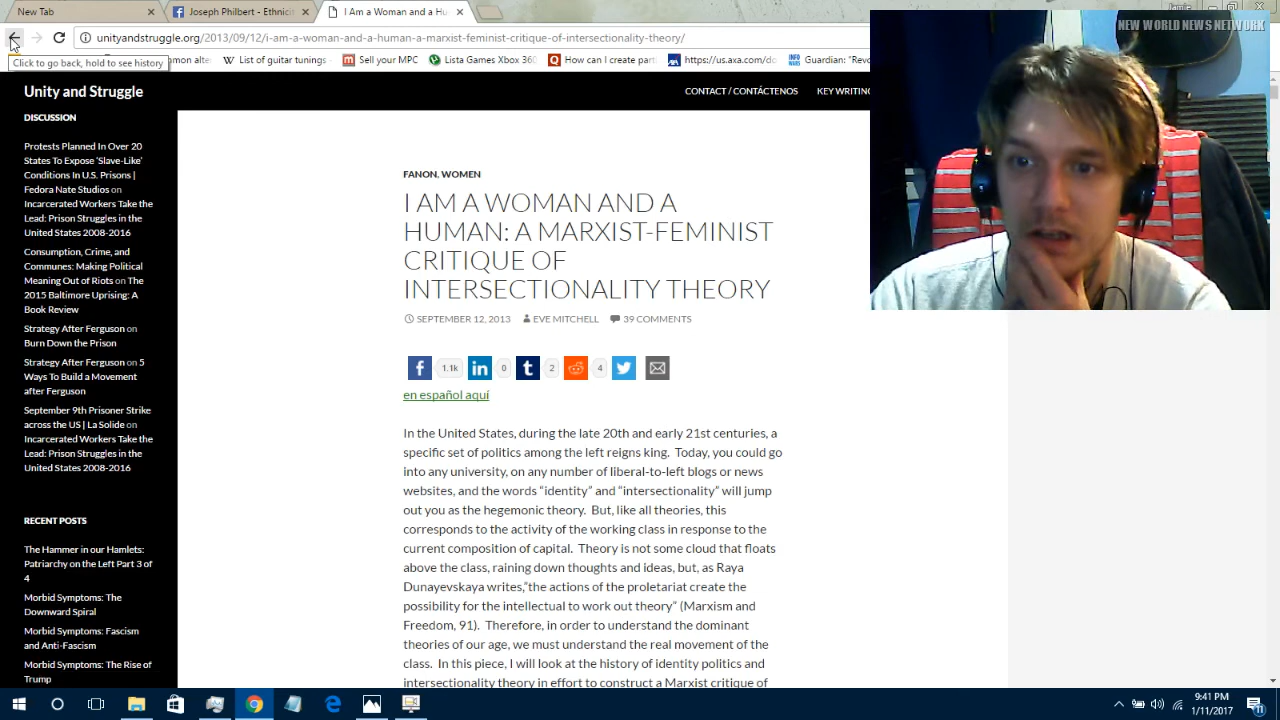 New Tab
Joseph Philbert - Ethnicit
I Am a Woman and a Hum
unityandstruggle.org/2013/09/12/i-am-a-woman-and-a-human-a-marxist-feminist-critique-of-intersectionality-theory/
Click to go back, hold to see history
List of guitar tunings
Sell your MPC
Lista Games Xbox 360
How can I create parti
https://us.axa.com/do
Guardian: "Revo
NEW WORLD NEWS NETWORK
Unity and Struggle
CONTACT / CONTÁCTENOS
KEY WRITING
DISCUSSION
Protests Planned In Over 20
States To Expose 'Slave-Like'
Conditions In U.S. Prisons |
Fedora Nate Studios on
Incarcerated Workers Take the
Lead: Prison Struggles in the
United States 2008-2016
Consumption, Crime, and
Communes: Making Political
Meaning Out of Riots on The
2015 Baltimore Uprising: A
Book Review
Strategy After Ferguson on
Burn Down the Prison
Strategy After Ferguson on 5
Ways To Build a Movement
after Ferguson
September 9th Prisoner Strike
across the US | La Solide on
Incarcerated Workers Take the
Lead: Prison Struggles in the
United States 2008-2016
RECENT POSTS
The Hammer in our Hamlets:
Patriarchy on the Left Part 3 of
4
Morbid Symptoms: The
Downward Spiral
Morbid Symptoms: Fascism
and Anti-Fascism
Morbid Symptoms: The Rise of
Trump
FANON, WOMEN
I AM A WOMAN AND A
HUMAN: A MARXIST-FEMINIST
CRITIQUE OF
INTERSECTIONALITY THEORY
SEPTEMBER 12, 2013 EVE MITCHELL 39 COMMENTS
1.1k 0 2 4
en español aquí
In the United States, during the late 20th and early 21st centuries, a
specific set of politics among the left reigns king. Today, you could go
into any university, on any number of liberal-to-left blogs or news
websites, and the words “identity” and “intersectionality” will jump
out you as the hegemonic theory. But, like all theories, this
corresponds to the activity of the working class in response to the
current composition of capital. Theory is not some cloud that floats
above the class, raining down thoughts and ideas, but, as Raya
Dunayevskaya writes,”the actions of the proletariat create the
possibility for the intellectual to work out theory” (Marxism and
Freedom, 91). Therefore, in order to understand the dominant
theories of our age, we must understand the real movement of the
class. In this piece, I will look at the history of identity politics and
intersectionality theory in effort to construct a Marxist critique of
9:41 PM
1/11/2017